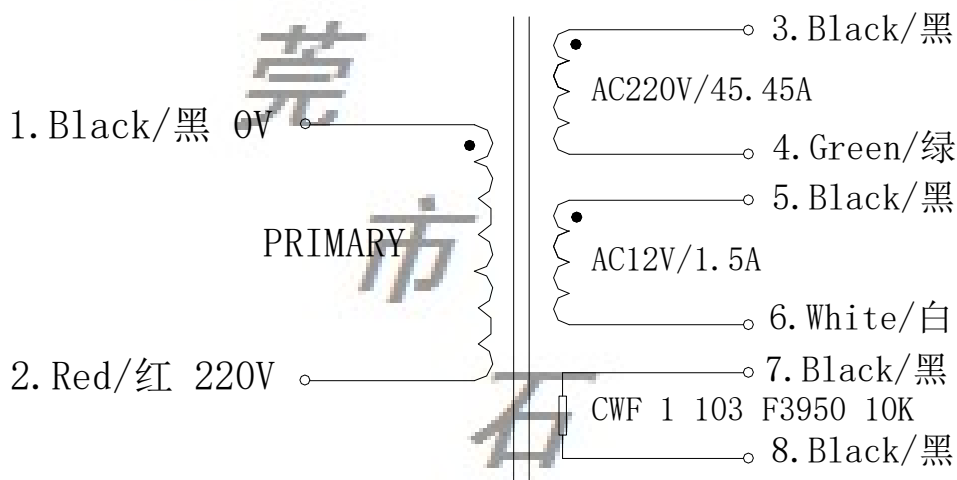 3.Black/黑
AC220V/45.45A
4.Green/绿
1.Black/黑 0V
PRIMARY
2.Red/红 220V
5.Black/黑
AC12V/1.5A
6.White/白
7.Black/黑
CWF 1 103 F3950 10K
8.Black/黑
莞
市
石